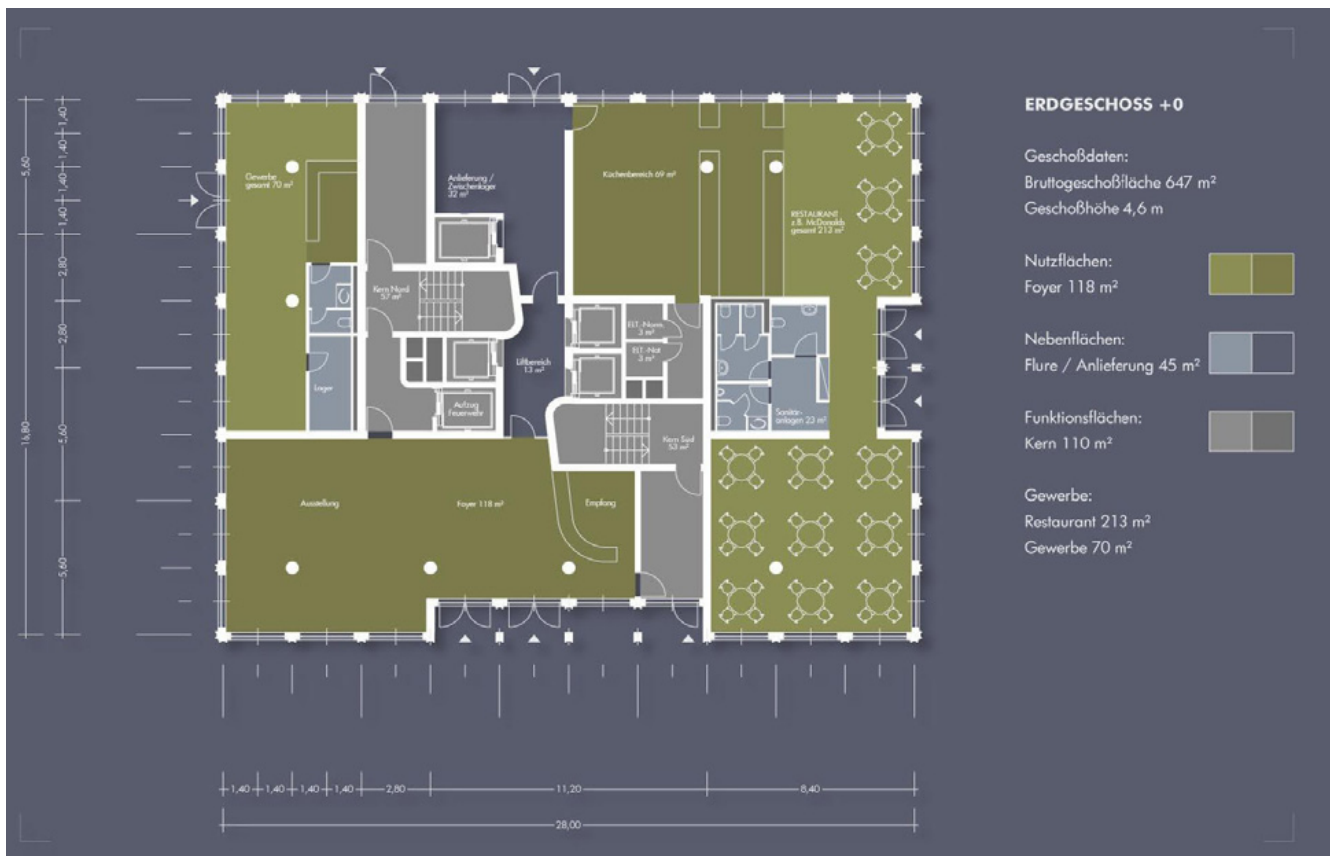 ERDGESCHOSS +0
Geschoßdaten:
Bruttogeschoßfläche 647 m²
Geschoßhöhe 4,6 m
Nutzflächen:
Foyer 118 m²
Nebenflächen:
Flure / Anlieferung 45 m²
Funktionsflächen:
Kern 110 m²
Gewerbe:
Restaurant 213 m²
Gewerbe 70 m²
Gewerbe
gesamt 70 m²
Anlieferung /
Zwischenlager
32 m²
Küchenbereich 69 m²
RESTAURANT
z.B. McDonalds
gesamt 213 m²
Kern Nord
57 m²
ELT.-Norm.
3 m²
ELT.-Not
3 m²
Liftbereich
13 m²
Lager
Aufzug
Feuerwehr
Sanitär-
anlagen 23 m²
Kern Süd
53 m²
Ausstellung
Foyer 118 m²
Empfang
1,40
1,40
1,40
1,40
2,80
2,80
5,60
5,60
5,60
16,80
1,40
1,40
1,40
1,40
2,80
11,20
8,40
28,00